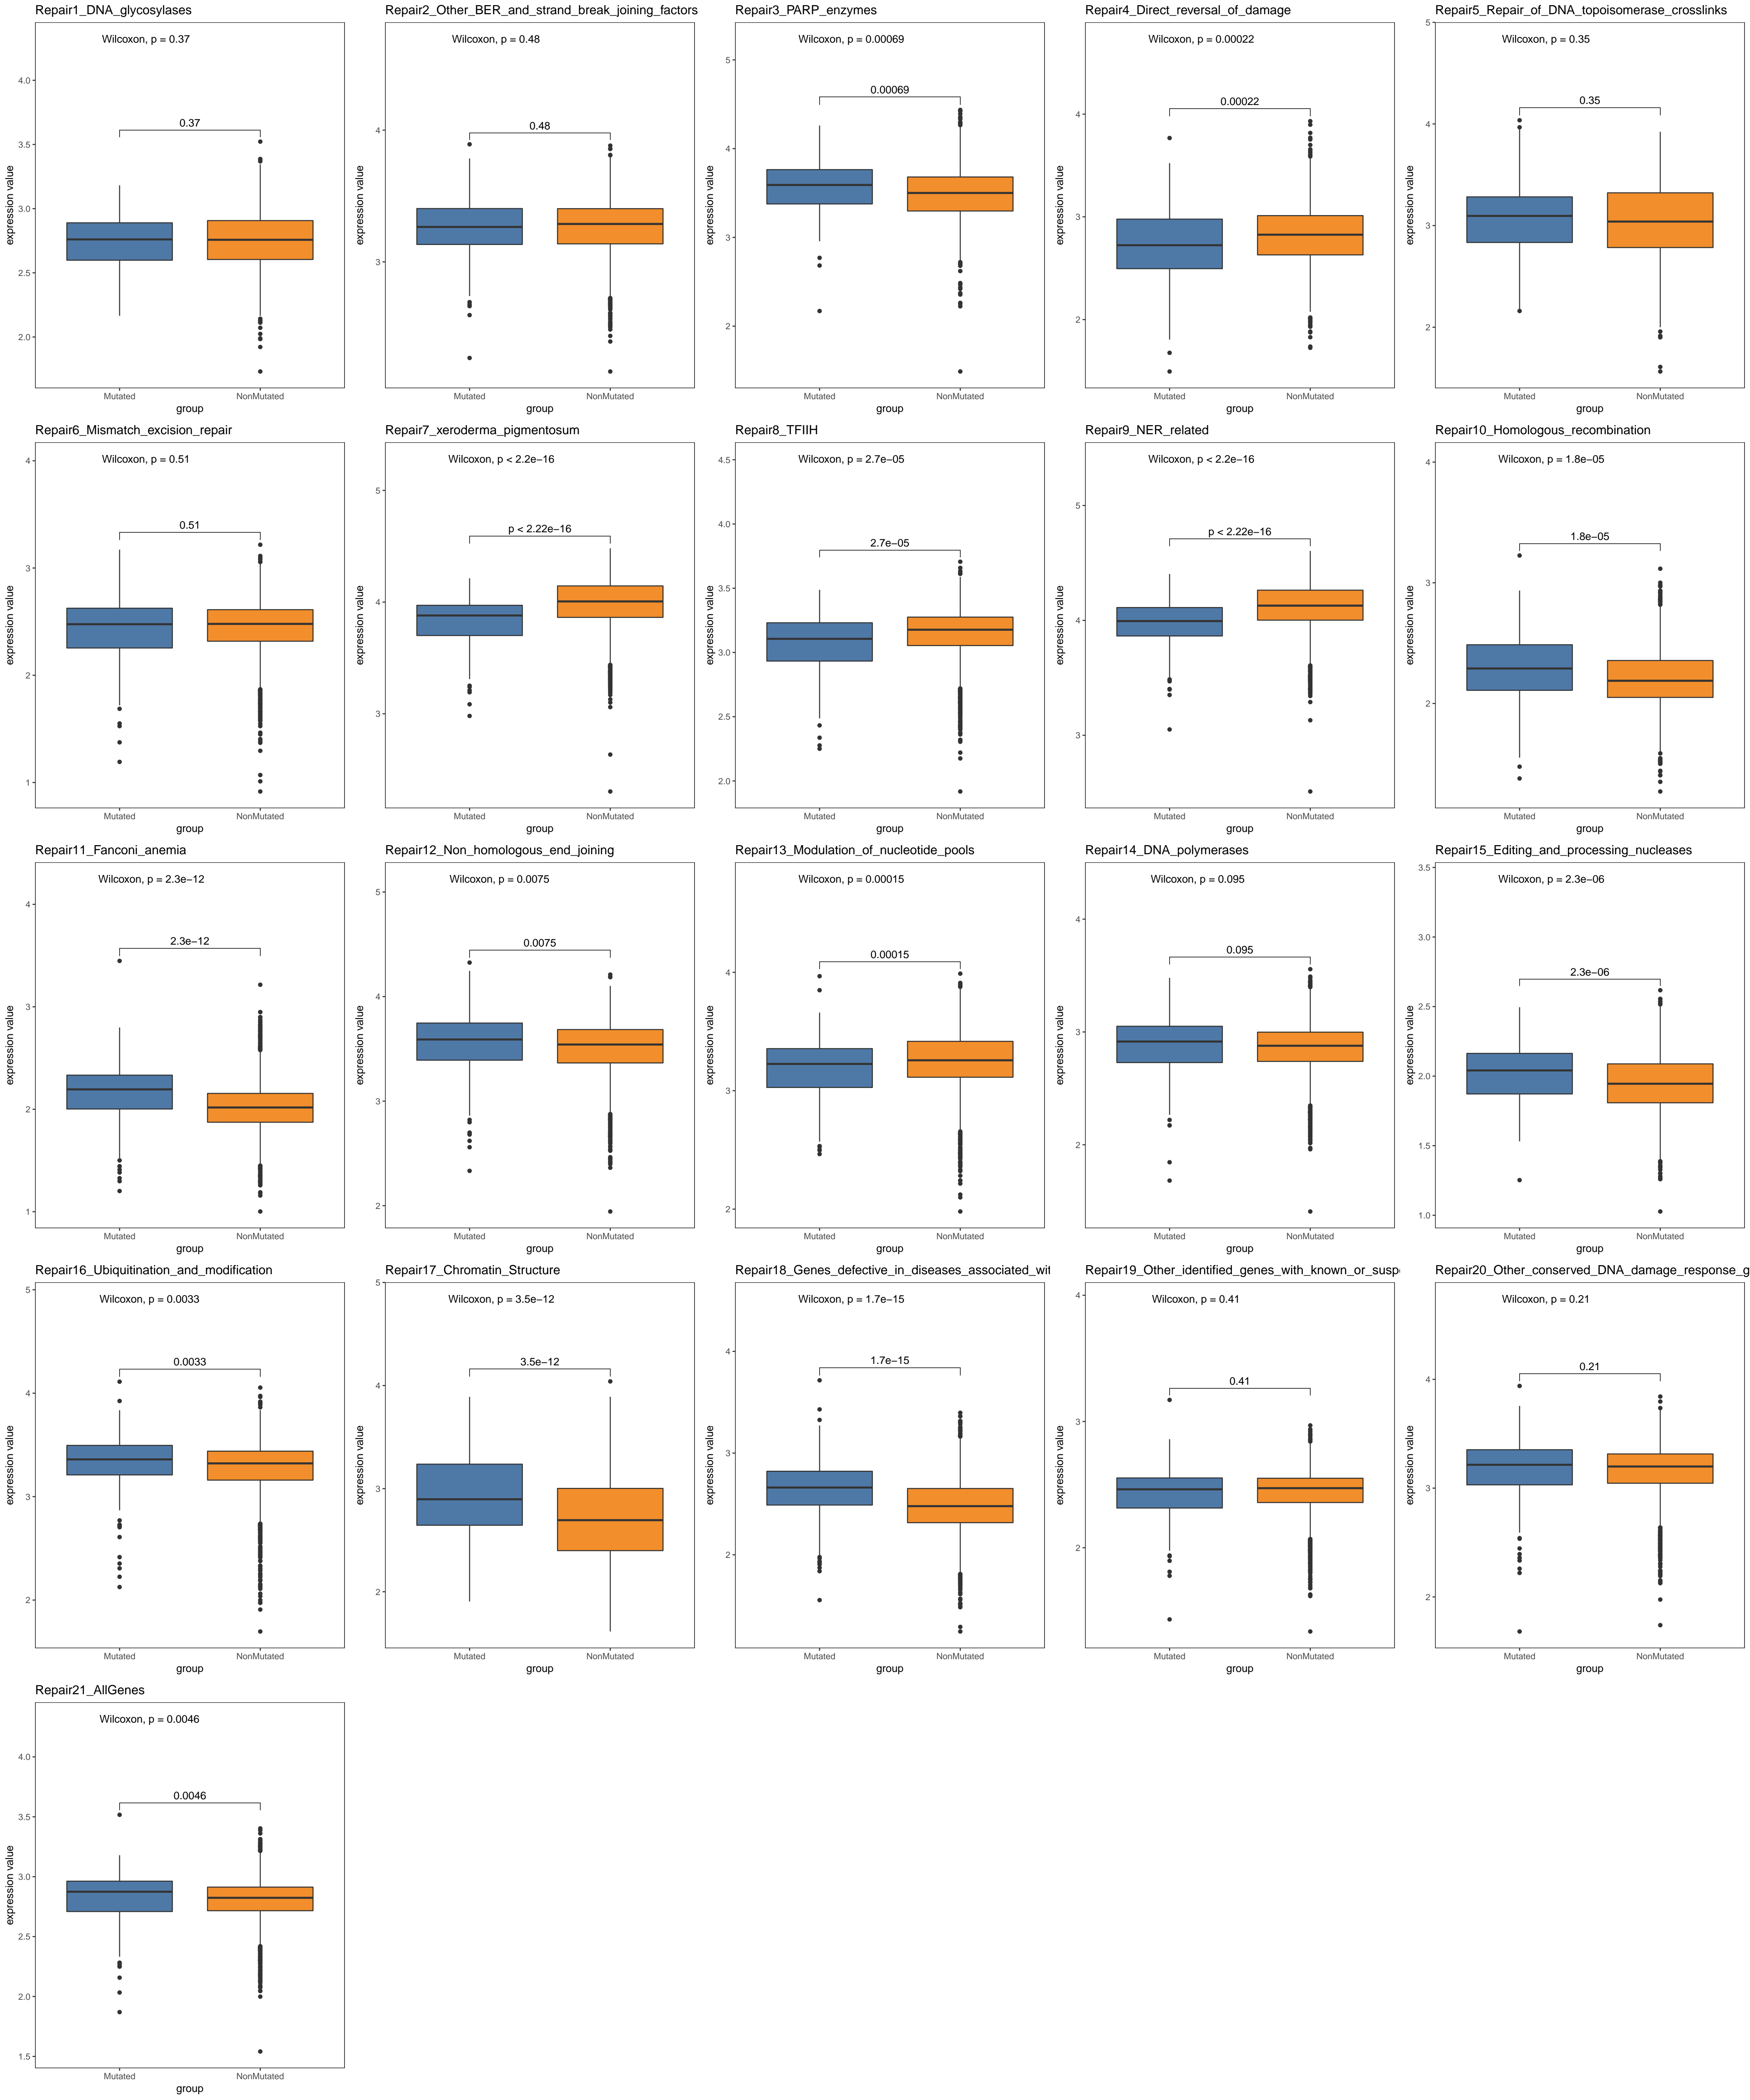 Repair1_DNA_glycosylases
Wilcoxon, p = 0.37
0.37
4.0
3.5
3.0
2.5
2.0
expression value
Mutated
NonMutated
group
Repair2_Other_BER_and_strand_break_joining_factors
Wilcoxon, p = 0.48
0.48
4
3
expression value
Mutated
NonMutated
group
Repair3_PARP_enzymes
Wilcoxon, p = 0.00069
0.00069
5
4
3
2
expression value
Mutated
NonMutated
group
Repair4_Direct_reversal_of_damage
Wilcoxon, p = 0.00022
0.00022
4
3
2
expression value
Mutated
NonMutated
group
Repair5_Repair_of_DNA_topoisomerase_crosslinks
Wilcoxon, p = 0.35
0.35
5
4
3
2
expression value
Mutated
NonMutated
group
Repair6_Mismatch_excision_repair
Wilcoxon, p = 0.51
0.51
4
3
2
1
expression value
Mutated
NonMutated
group
Repair7_xeroderma_pigmentosum
Wilcoxon, p < 2.2e−16
p < 2.22e−16
5
4
3
expression value
Mutated
NonMutated
group
Repair8_TFIIH
Wilcoxon, p = 2.7e−05
2.7e−05
4.5
4.0
3.5
3.0
2.5
2.0
expression value
Mutated
NonMutated
group
Repair9_NER_related
Wilcoxon, p < 2.2e−16
p < 2.22e−16
5
4
3
expression value
Mutated
NonMutated
group
Repair10_Homologous_recombination
Wilcoxon, p = 1.8e−05
1.8e−05
4
3
2
expression value
Mutated
NonMutated
group
Repair11_Fanconi_anemia
Wilcoxon, p = 2.3e−12
2.3e−12
4
3
2
1
expression value
Mutated
NonMutated
group
Repair12_Non_homologous_end_joining
Wilcoxon, p = 0.0075
0.0075
5
4
3
2
expression value
Mutated
NonMutated
group
Repair13_Modulation_of_nucleotide_pools
Wilcoxon, p = 0.00015
0.00015
4
3
2
expression value
Mutated
NonMutated
group
Repair14_DNA_polymerases
Wilcoxon, p = 0.095
0.095
4
3
2
expression value
Mutated
NonMutated
group
Repair15_Editing_and_processing_nucleases
Wilcoxon, p = 2.3e−06
2.3e−06
3.5
3.0
2.5
2.0
1.5
1.0
expression value
Mutated
NonMutated
group
Repair16_Ubiquitination_and_modification
Wilcoxon, p = 0.0033
0.0033
5
4
3
2
expression value
Mutated
NonMutated
group
Repair17_Chromatin_Structure
Wilcoxon, p = 3.5e−12
3.5e−12
5
4
3
2
expression value
Mutated
NonMutated
group
Repair18_Genes_defective_in_diseases_associated_wit
Wilcoxon, p = 1.7e−15
1.7e−15
4
3
2
expression value
Mutated
NonMutated
group
Repair19_Other_identified_genes_with_known_or_susp
Wilcoxon, p = 0.41
0.41
4
3
2
expression value
Mutated
NonMutated
group
Repair20_Other_conserved_DNA_damage_response_g
Wilcoxon, p = 0.21
0.21
4
3
2
expression value
Mutated
NonMutated
group
Repair21_AllGenes
Wilcoxon, p = 0.0046
0.0046
4.0
3.5
3.0
2.5
2.0
1.5
expression value
Mutated
NonMutated
group